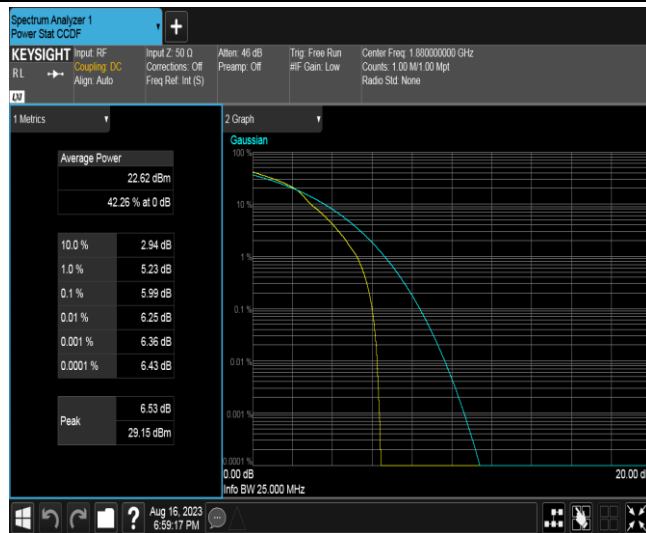 Spectrum Analyzer 1
Power Stat CCDF
+
KEYSIGHT
RL
LXI
Input: RF
Coupling: DC
Align: Auto
Input Z: 50 Ω
Corrections: Off
Freq Ref: Int (S)
Atten: 46 dB
Preamp: Off
Trig: Free Run
#IF Gain: Low
Center Freq: 1.880000000 GHz
Counts: 1.00 M/1.00 Mpt
Radio Std: None
1 Metrics
Average Power
22.62 dBm
42.26 % at 0 dB
10.0 % 2.94 dB
1.0 % 5.23 dB
0.1 % 5.99 dB
0.01 % 6.25 dB
0.001 % 6.36 dB
0.0001 % 6.43 dB
Peak
6.53 dB
29.15 dBm
2 Graph
Gaussian
100 %
10 %
1 %
0.1 %
0.01 %
0.001 %
0.0001 %
0.00 dB
20.00 d
Info BW 25.000 MHz
?
Aug 16, 2023
6:59:17 PM